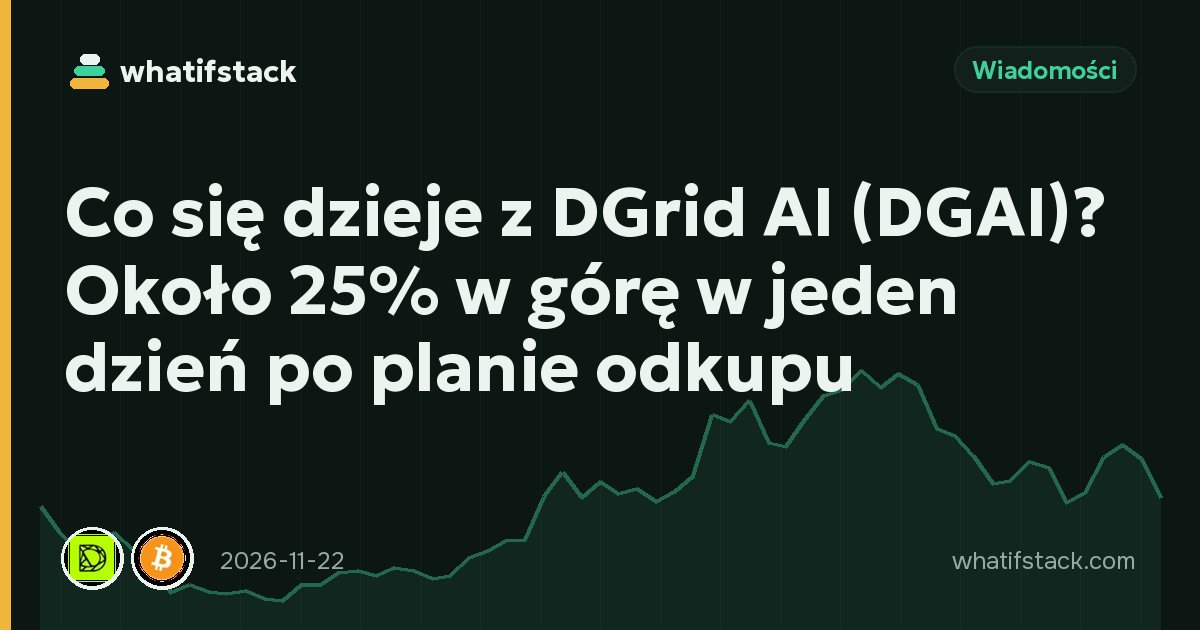 whatifstack
Wiadomości
Co się dzieje z DGrid AI (DGAI)?
Około 25% w górę w jeden
dzień po planie odkupu
2026-11-22
whatifstack.com